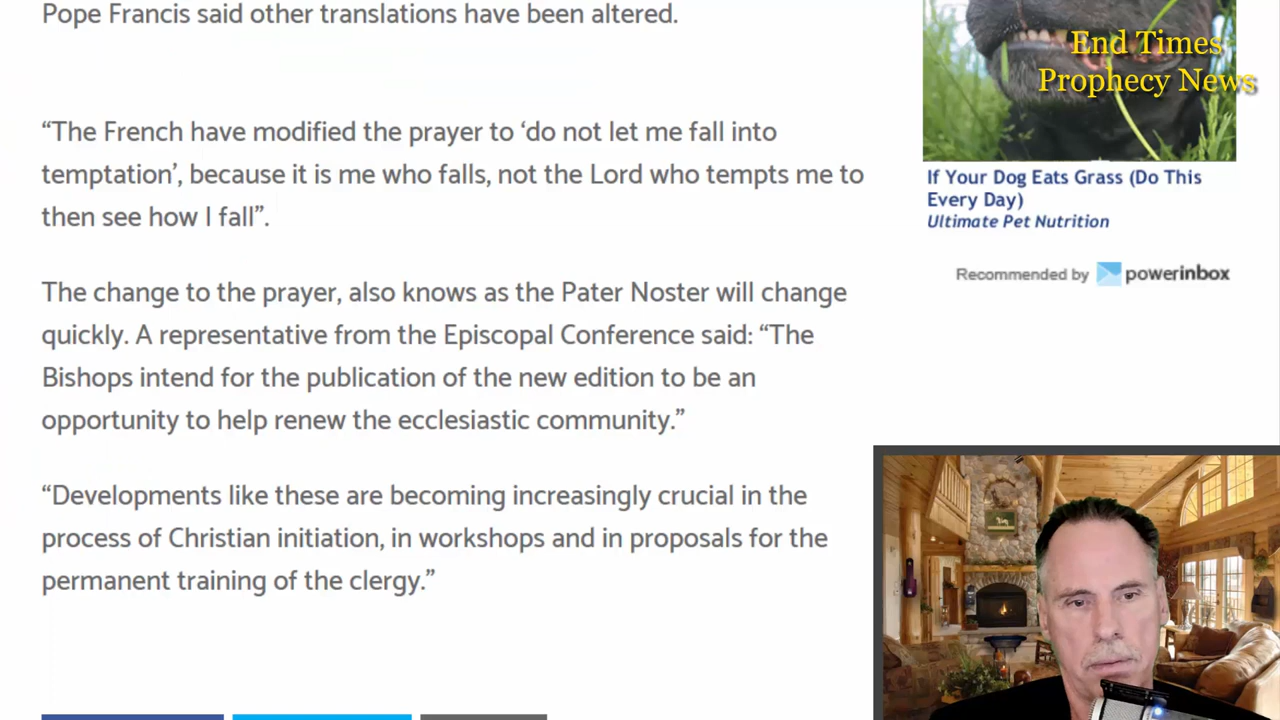 Pope Francis said other translations have been altered.
“The French have modified the prayer to ‘do not let me fall into
temptation’, because it is me who falls, not the Lord who tempts me to
then see how I fall”.
The change to the prayer, also knows as the Pater Noster will change
quickly. A representative from the Episcopal Conference said: “The
Bishops intend for the publication of the new edition to be an
opportunity to help renew the ecclesiastic community.”
“Developments like these are becoming increasingly crucial in the
process of Christian initiation, in workshops and in proposals for the
permanent training of the clergy.”
End Times
Prophecy News
If Your Dog Eats Grass (Do This
Every Day)
Ultimate Pet Nutrition
Recommended by powerinbox